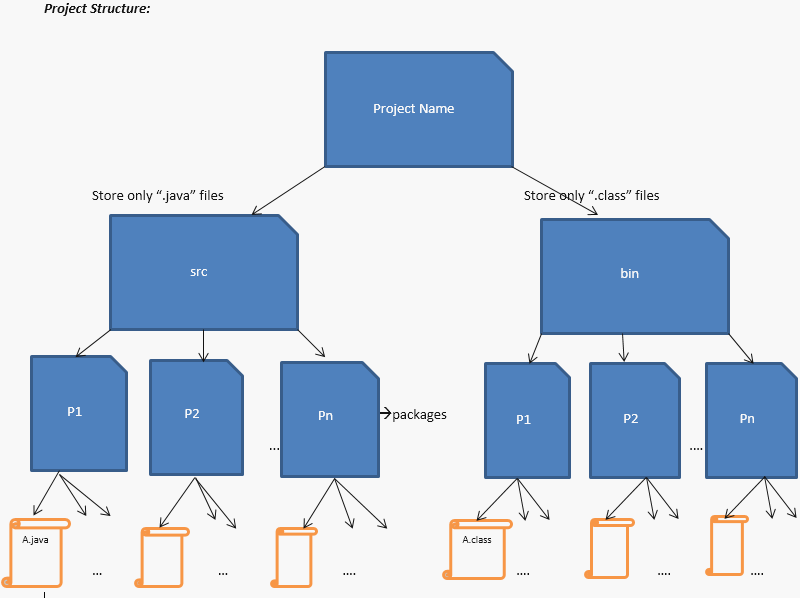 Project Structure:
Project Name
Store only “.java” files
Store only “.class” files
src
bin
P1
P2
Pn
packages
P1
P2
Pn
...
....
A.java
A.class
...
...
....
....
....
....